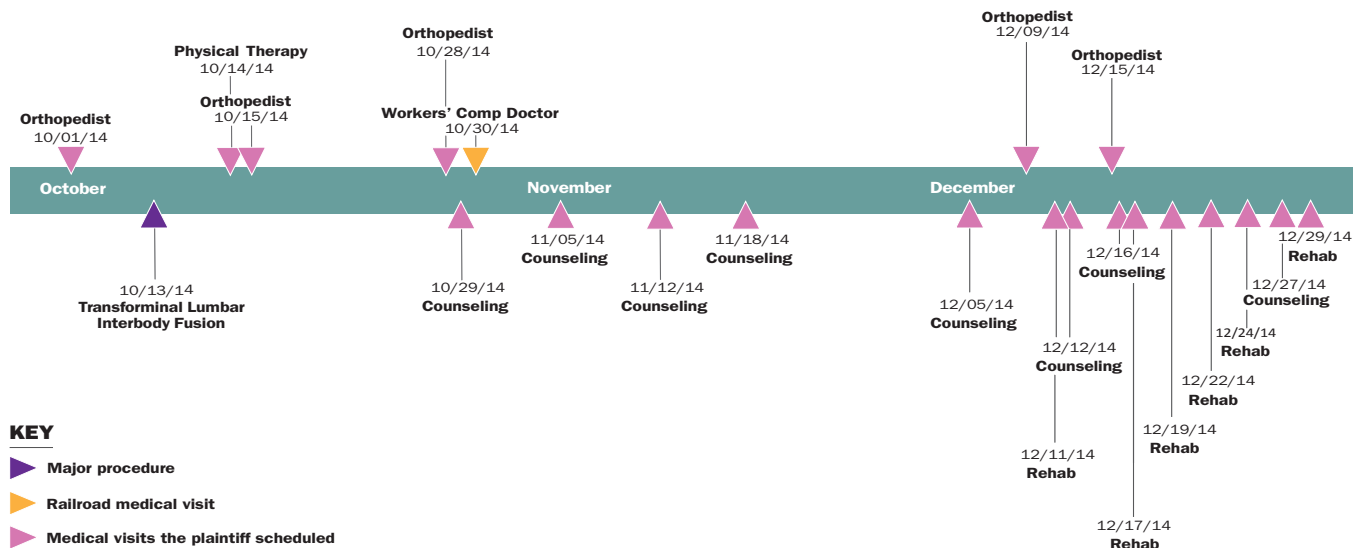 Orthopedist
12/09/14
Orthopedist
10/28/14
Physical Therapy
10/14/14
Orthopedist
12/15/14
Orthopedist
10/15/14
Orthopedist
10/01/14
Workers’ Comp Doctor
10/30/14
October
November
December
10/13/14
Transforminal Lumbar
Interbody Fusion
10/29/14
Counseling
11/05/14
Counseling
11/12/14
Counseling
11/18/14
Counseling
12/05/14
Counseling
12/11/14
Rehab
12/12/14
Counseling
12/16/14
Counseling
12/17/14
Rehab
12/19/14
Rehab
12/22/14
Rehab
12/24/14
Rehab
12/27/14
Counseling
12/29/14
Rehab
KEY
Major procedure
Railroad medical visit
Medical visits the plaintiff scheduled